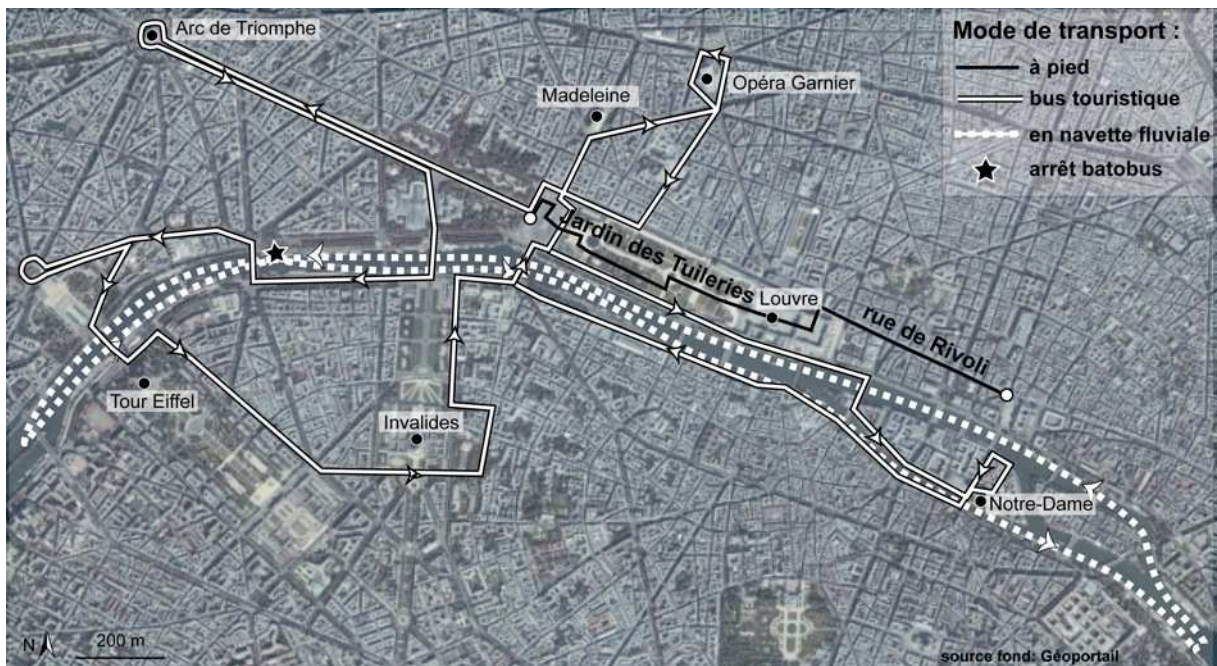 Arc de Triomphe
Mode de transport :
à pied
bus touristique
en navette fluviale
arrêt batobus
Opéra Garnier
Madeleine
Jardin des Tuileries
Louvre
rue de Rivoli
Tour Eiffel
Invalides
Notre-Dame
N
200 m
source fond: Géoportail